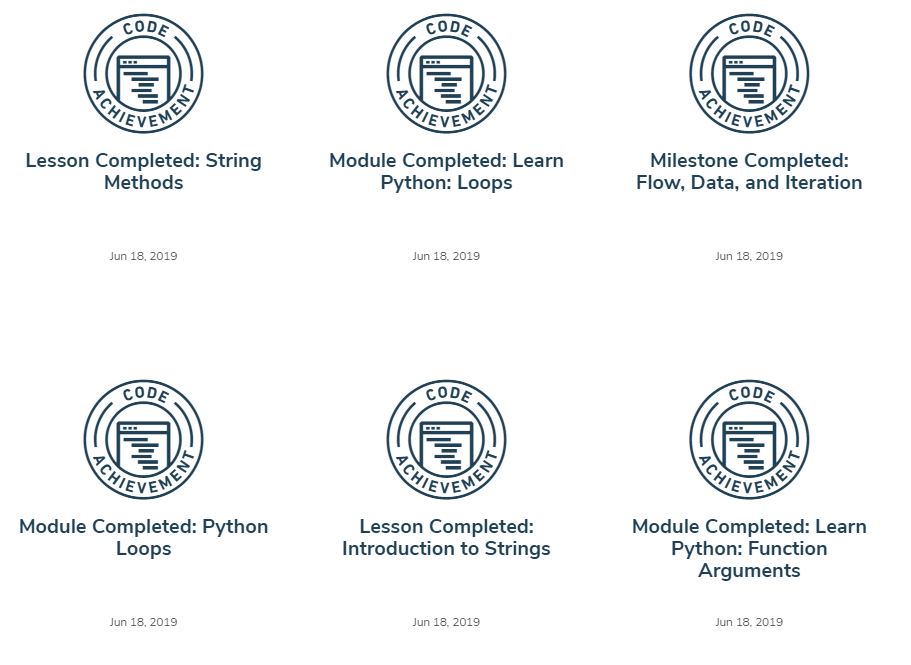 CODE
ACHIEVEMENT
Lesson Completed: String
Methods
Jun 18, 2019
CODE
ACHIEVEMENT
Module Completed: Learn
Python: Loops
Jun 18, 2019
CODE
ACHIEVEMENT
Milestone Completed:
Flow, Data, and Iteration
Jun 18, 2019
CODE
ACHIEVEMENT
Module Completed: Python
Loops
Jun 18, 2019
CODE
ACHIEVEMENT
Lesson Completed:
Introduction to Strings
Jun 18, 2019
CODE
ACHIEVEMENT
Module Completed: Learn
Python: Function
Arguments
Jun 18, 2019